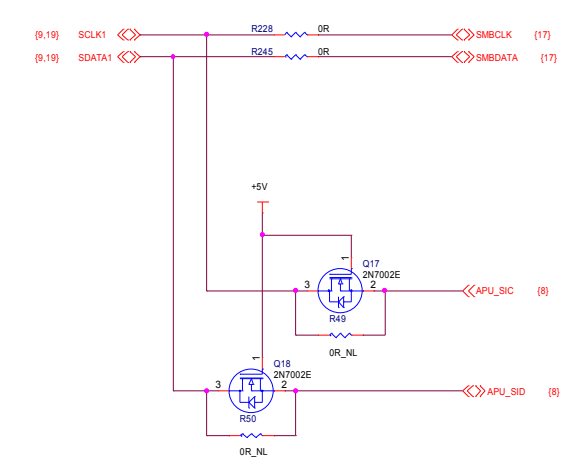 R228 0R
{9,19} SCLK1 SMBCLK {17}
R245 0R
{9,19} SDATA1 SMBDATA {17}
+5V
1
Q17
2N7002E
3 2 APU_SIC {8}
R49
0R_NL
1
Q18
2N7002E
3 2 APU_SID {8}
R50
0R_NL